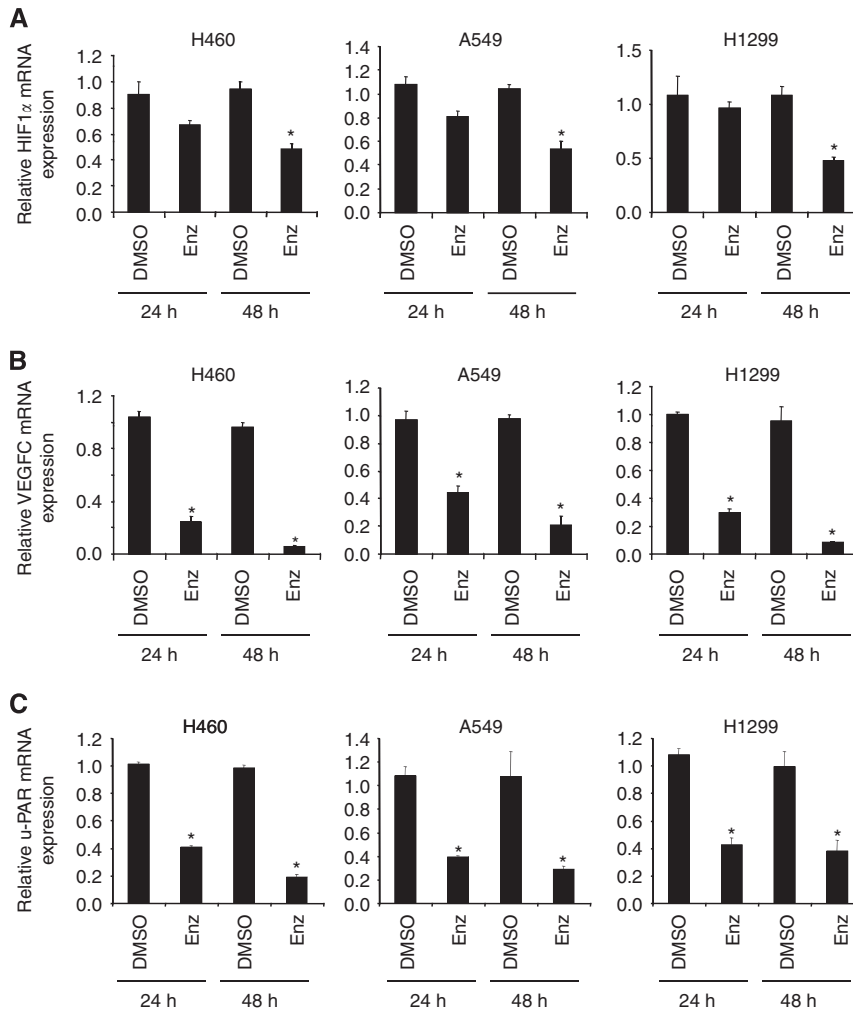 A
H460 A549 H1299
Relative HIF1α mRNA
expression
1.2 1.4 1.5
1.0 1.2
0.8 1.0 1.0
0.6 0.8
0.4 0.6 0.5
0.2 0.4
0.0 0.2 0.0
0.0
* * *
DMSO Enz DMSO Enz DMSO Enz DMSO Enz DMSO Enz DMSO Enz
24 h 48 h 24 h 48 h 24 h 48 h
B
H460 A549 H1299
Relative VEGFC mRNA
expression
1.2 1.2 1.2
1.0 1.0
0.8 0.8 0.8
0.6 0.6
0.4 0.4 0.4
0.2 0.2
0.0 0.0 0.0
* * * * * *
DMSO Enz DMSO Enz DMSO Enz DMSO Enz DMSO Enz DMSO Enz
24 h 48 h 24 h 48 h 24 h 48 h
C
H460 A549 H1299
Relative u-PAR mRNA
expression
1.2 1.4 1.2
1.0 1.2 1.0
0.8 1.0 0.8
0.6 0.8 0.6
0.4 0.6 0.4
0.2 0.4 0.2
0.0 0.2 0.0
0.0
* * * * * *
DMSO Enz DMSO Enz DMSO Enz DMSO Enz DMSO Enz DMSO Enz
24 h 48 h 24 h 48 h 24 h 48 h